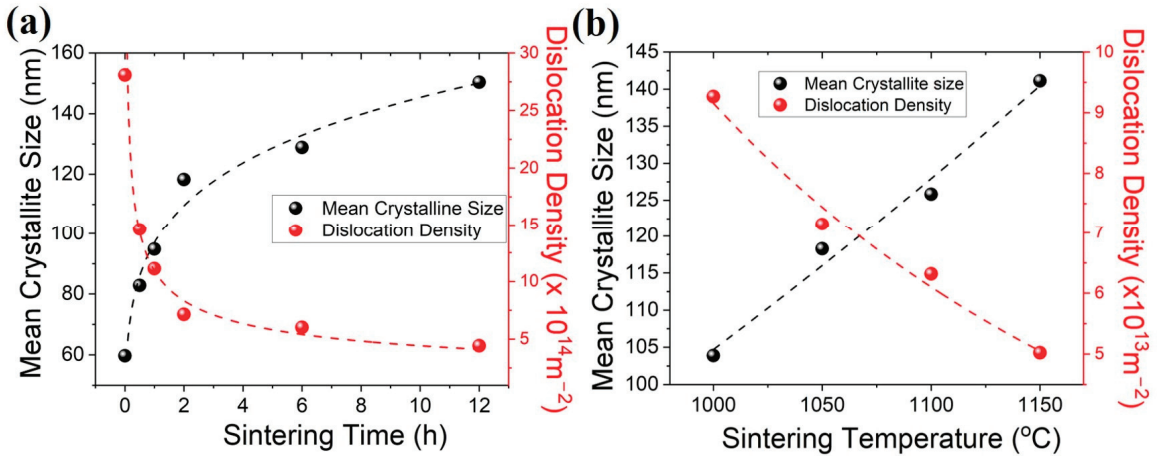 (a)
Mean Crystallite Size (nm)
160
140
120
100
80
60
Mean Crystalline Size
Dislocation Density
30
25
20
15
10
5
Dislocation Density (x 10¹⁴m⁻²)
0 2 4 6 8 10 12
Sintering Time (h)
(b)
Mean Crystallite Size (nm)
145
140
135
130
125
120
115
110
105
100
Mean Crystallite size
Dislocation Density
10
9
8
7
6
5
Dislocation Density (x10¹³m⁻²)
1000 1050 1100 1150
Sintering Temperature (°C)